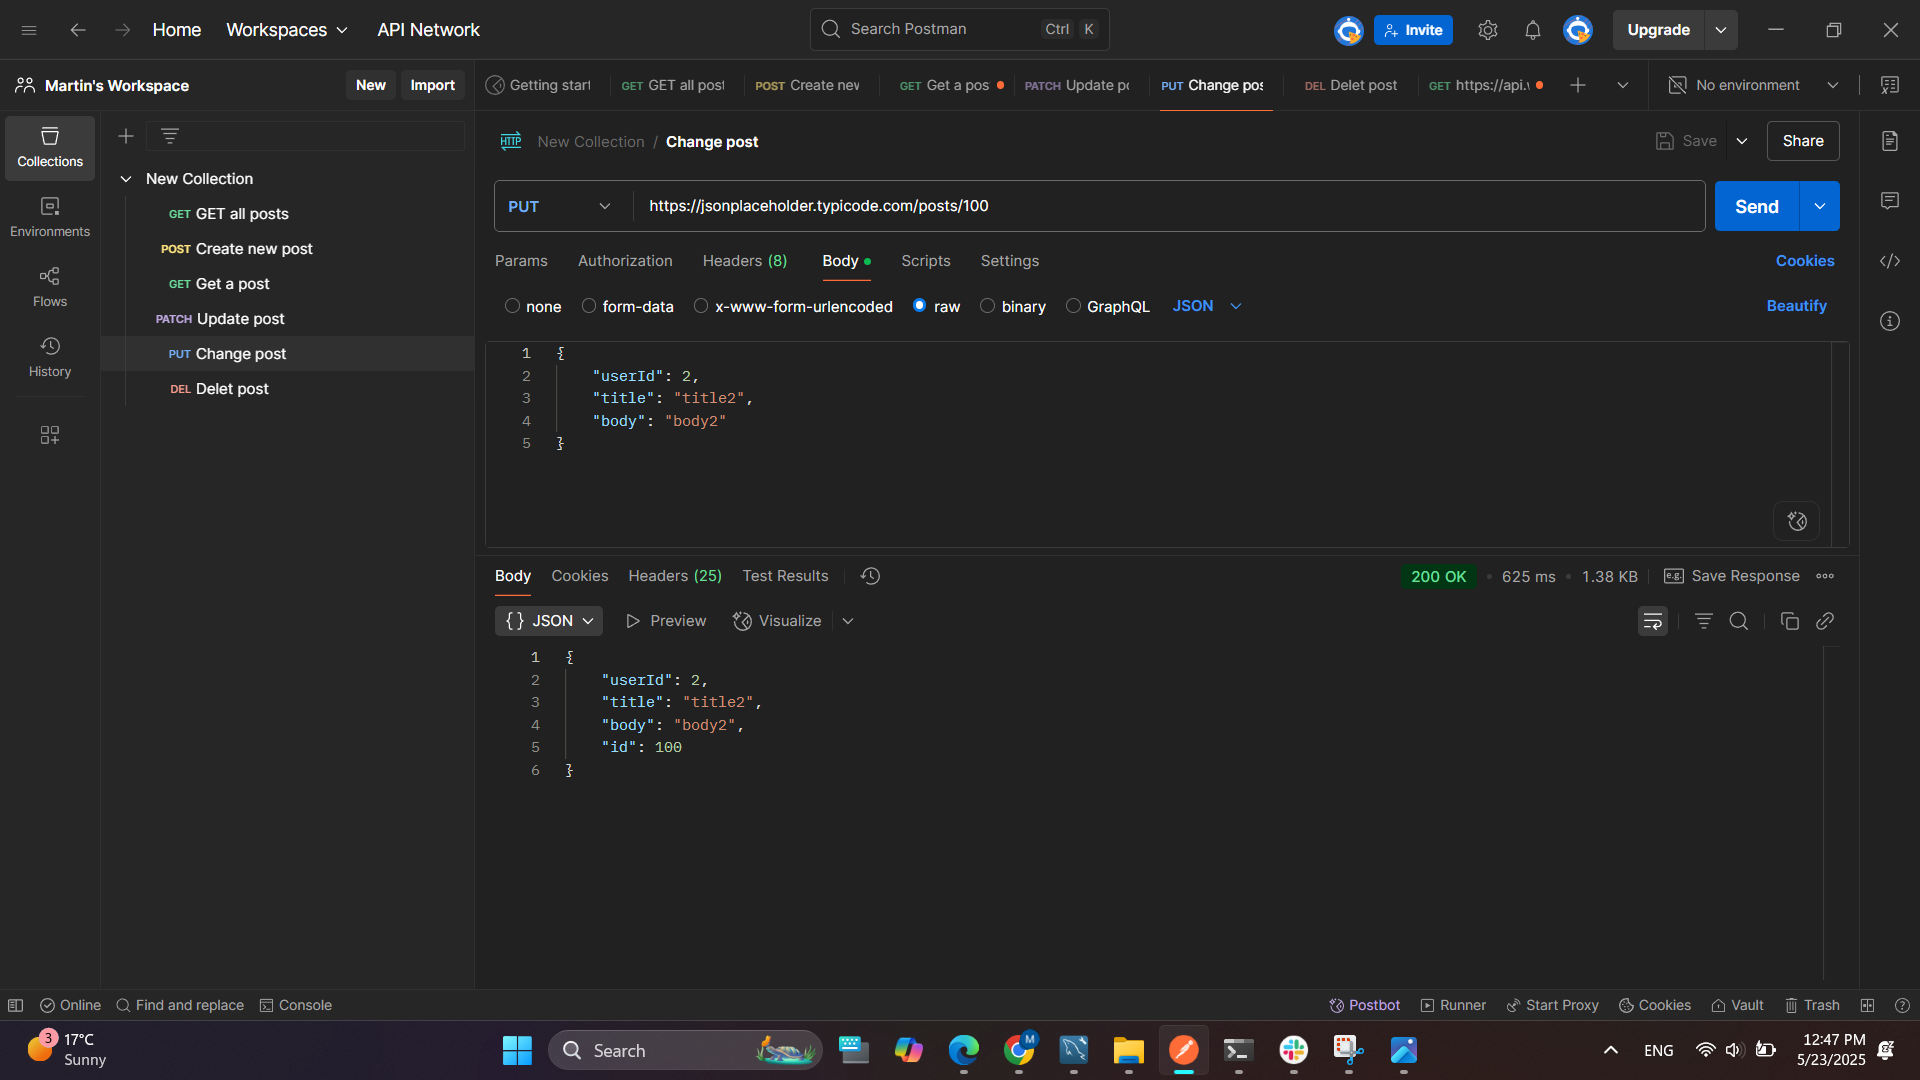 Home Workspaces API Network Search Postman Ctrl K Invite Upgrade
Martin's Workspace New Import Getting start GET GET all post POST Create new GET Get a pos PATCH Update po PUT Change pos DEL Delet post GET https://api. No environment
Collections
Environments
Flows
History
New Collection
GET GET all posts
POST Create new post
GET Get a post
PATCH Update post
PUT Change post
DEL Delet post
HTTP New Collection / Change post Save Share
PUT https://jsonplaceholder.typicode.com/posts/100 Send
Params Authorization Headers (8) Body Scripts Settings Cookies
none form-data x-www-form-urlencoded raw binary GraphQL JSON Beautify
1 {
2 "userId": 2,
3 "title": "title2",
4 "body": "body2"
5 }
Body Cookies Headers (25) Test Results 200 OK • 625 ms • 1.38 KB e.g. Save Response
{} JSON Preview Visualize
1 {
2 "userId": 2,
3 "title": "title2",
4 "body": "body2",
5 "id": 100
6 }
Online Find and replace Console Postbot Runner Start Proxy Cookies Vault Trash
3 17°C
Sunny
Search
M
ENG
12:47 PM
5/23/2025